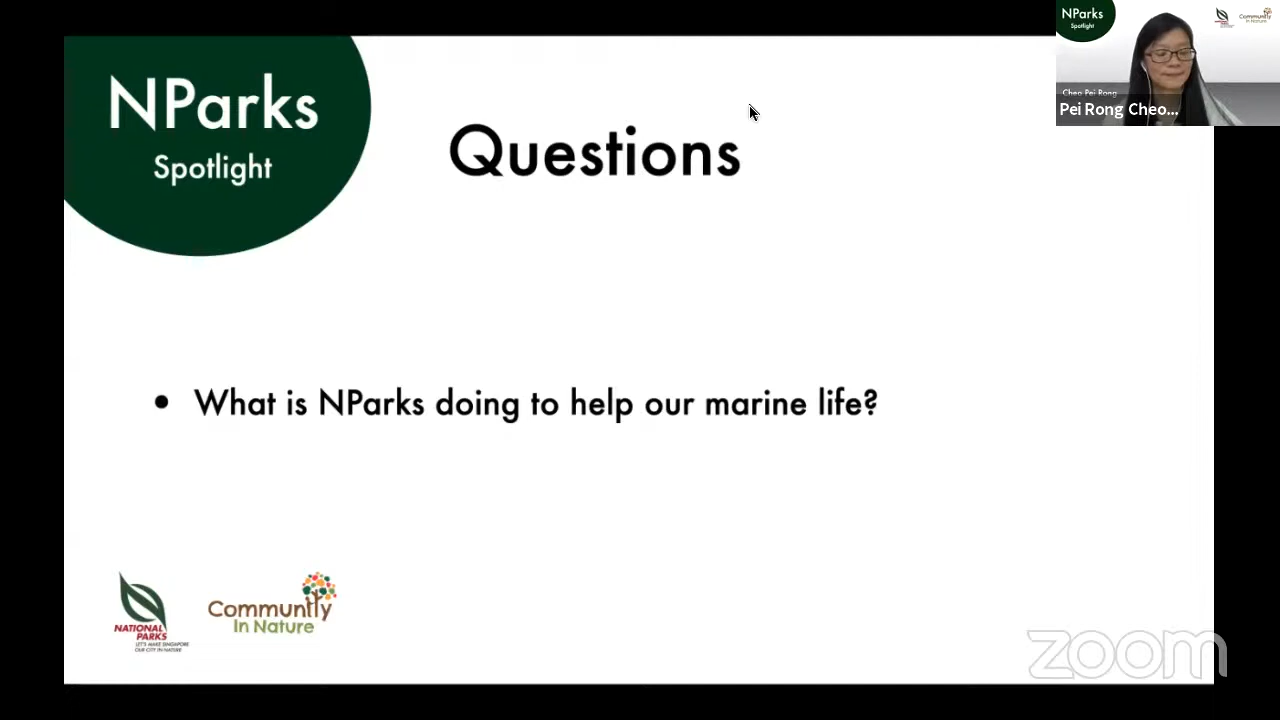 NParks
Spotlight
Questions
NParks
Spotlight
Community
In Nature
Chea Pei Rong
Pei Rong Cheo...
• What is NParks doing to help our marine life?
NATIONAL
PARKS
LET'S MAKE SINGAPORE
OUR CITY IN NATURE
Community
In Nature
zoom